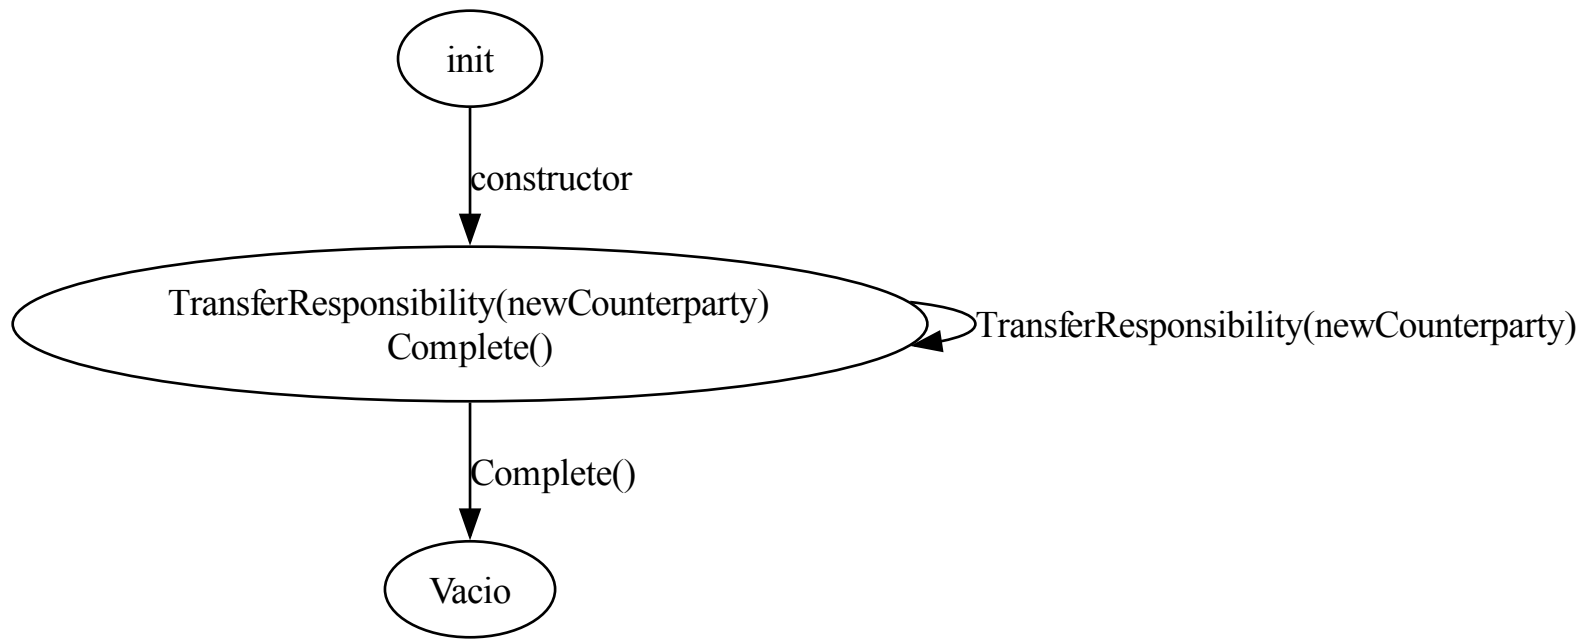 init
constructor
TransferResponsibility(newCounterparty)
Complete()
TransferResponsibility(newCounterparty)
Complete()
Vacio